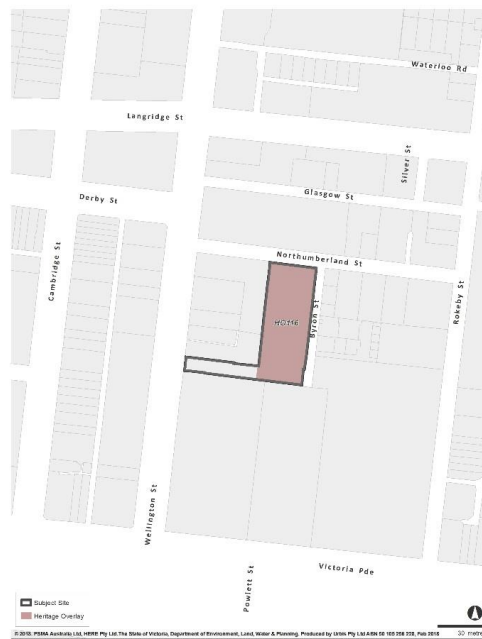 Waterloo Rd
Langridge St
Silver St
Glasgow St
Derby St
Northumberland St
Cambridge St
Rokeby St
Byron St
HO116
Wellington St
Victoria Pde
Powlett St
Subject Site
Heritage Overlay
30 metre
© 2018. PSMA Australia Ltd, HERE Pty Ltd. The State of Victoria, Department of Environment, Land, Water & Planning. Produced by Urbis Pty Ltd ABN 50 105 256 228, Feb 2018